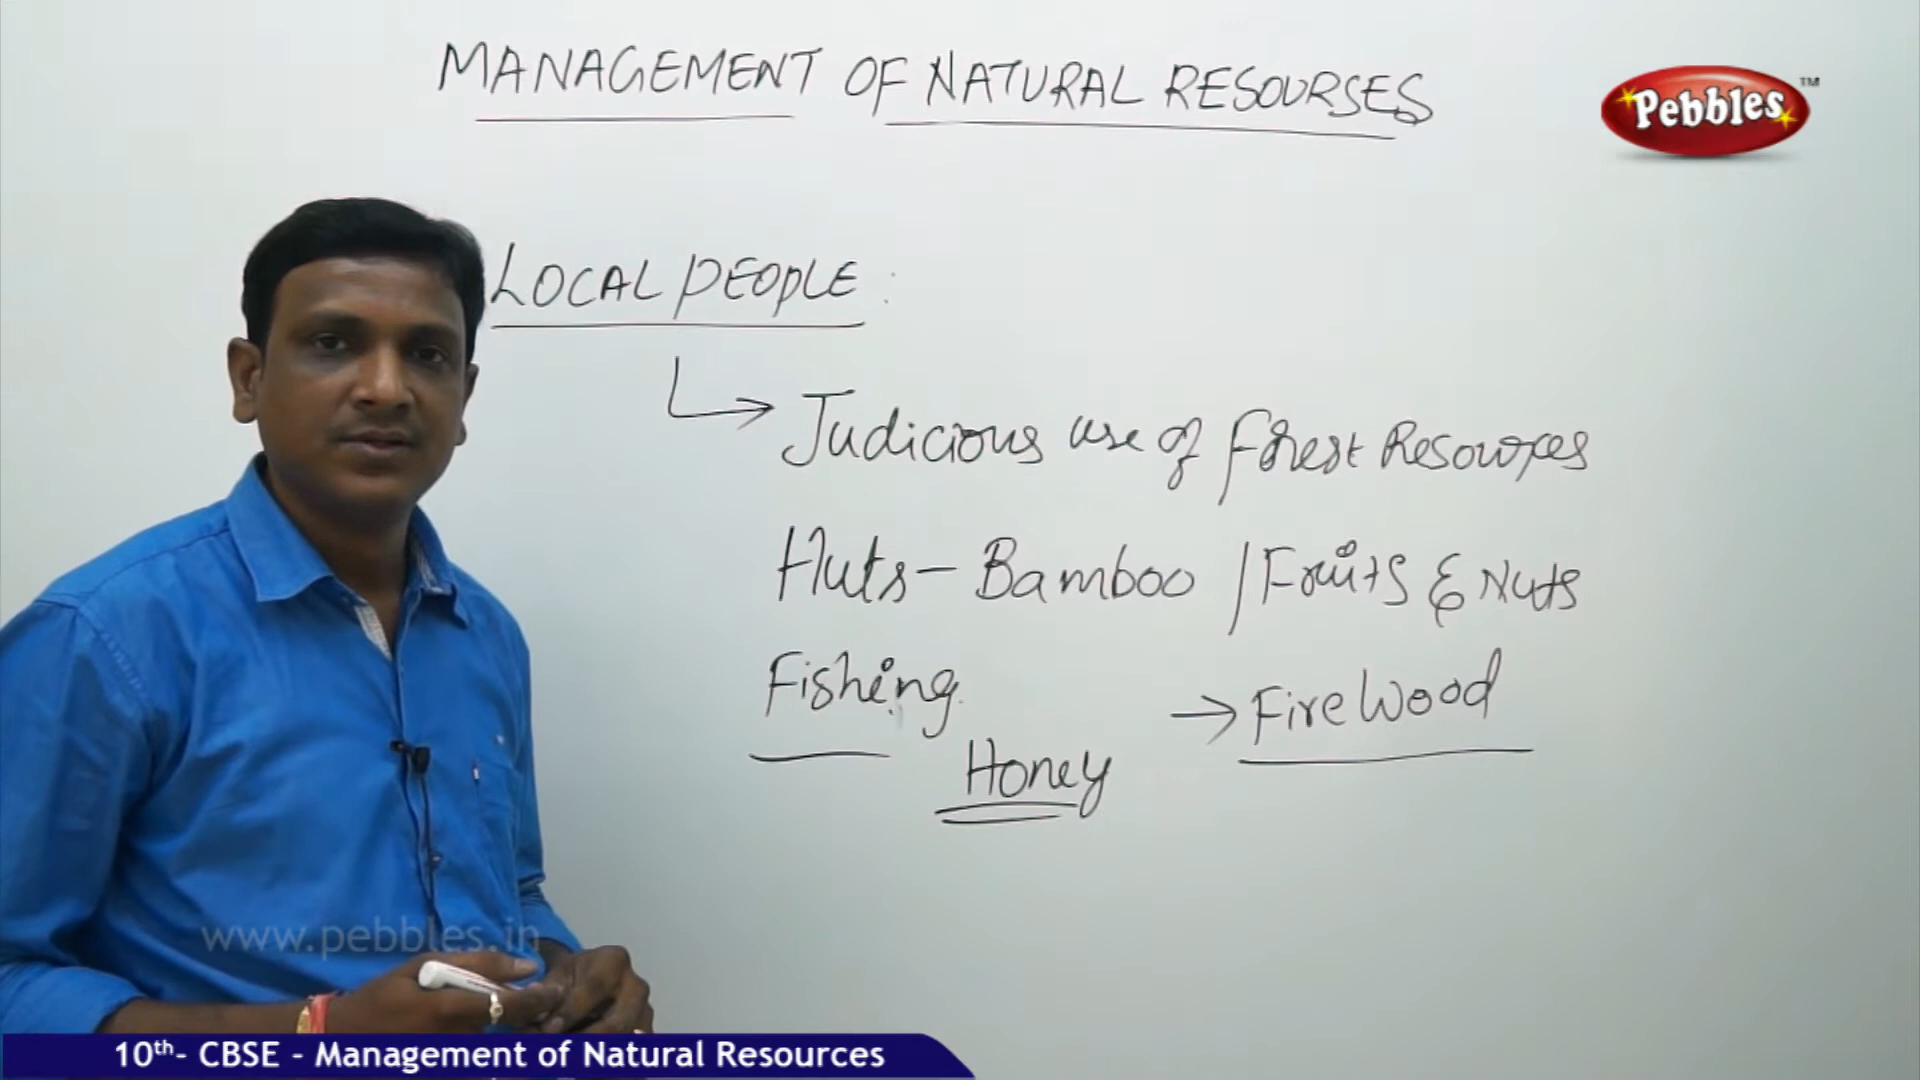 MANAGEMENT OF NATURAL RESOURSES
Pebbles™
LOCAL PEOPLE :
→ Judicious use of Forest Resources
Huts - Bamboo / Fruits & Nuts
Fishing → Fire Wood
Honey
www.pebbles.in
10th- CBSE - Management of Natural Resources